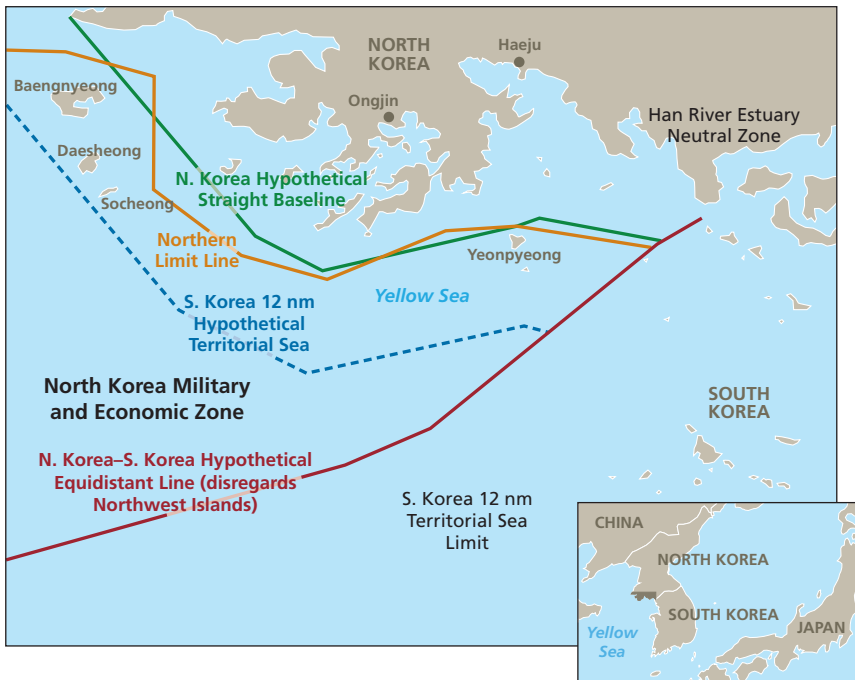 NORTH
KOREA
Haeju
Baengnyeong
Ongjin
Han River Estuary
Neutral Zone
Daesheong
N. Korea Hypothetical
Straight Baseline
Socheong
Northern
Limit Line
Yeonpyeong
Yellow Sea
S. Korea 12 nm
Hypothetical
Territorial Sea
North Korea Military
and Economic Zone
SOUTH
KOREA
N. Korea–S. Korea Hypothetical
Equidistant Line (disregards
Northwest Islands)
S. Korea 12 nm
Territorial Sea
Limit
CHINA
NORTH KOREA
SOUTH KOREA
JAPAN
Yellow
Sea